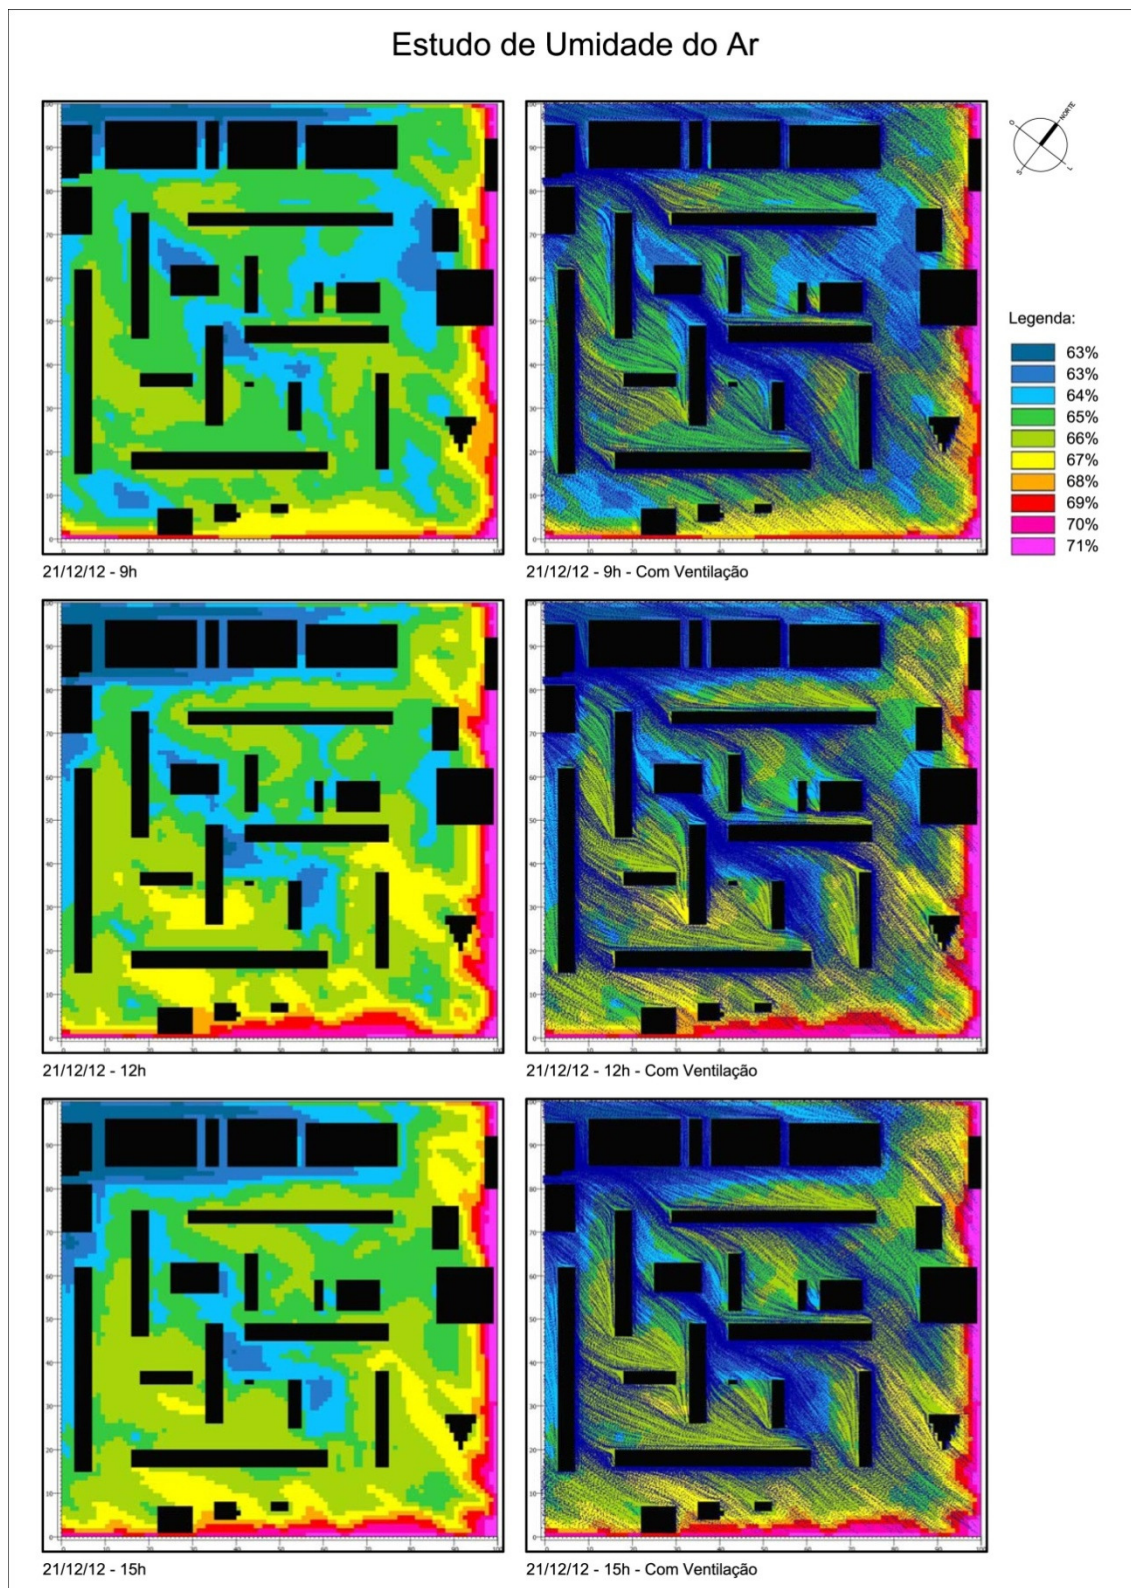 Estudo de Umidade do Ar
NORTE
O
S
L
21/12/12 - 9h
21/12/12 - 9h - Com Ventilação
Legenda:
63%
63%
64%
65%
66%
67%
68%
69%
70%
71%
21/12/12 - 12h
21/12/12 - 12h - Com Ventilação
21/12/12 - 15h
21/12/12 - 15h - Com Ventilação